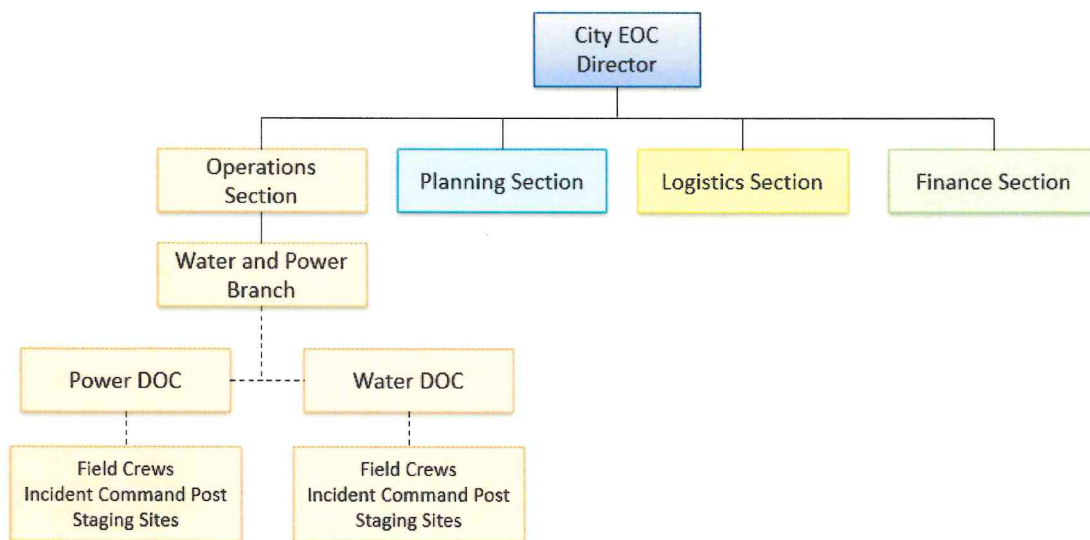 City EOC
Director
Operations
Section
Planning Section
Logistics Section
Finance Section
Water and Power
Branch
Power DOC
Water DOC
Field Crews
Incident Command Post
Staging Sites
Field Crews
Incident Command Post
Staging Sites